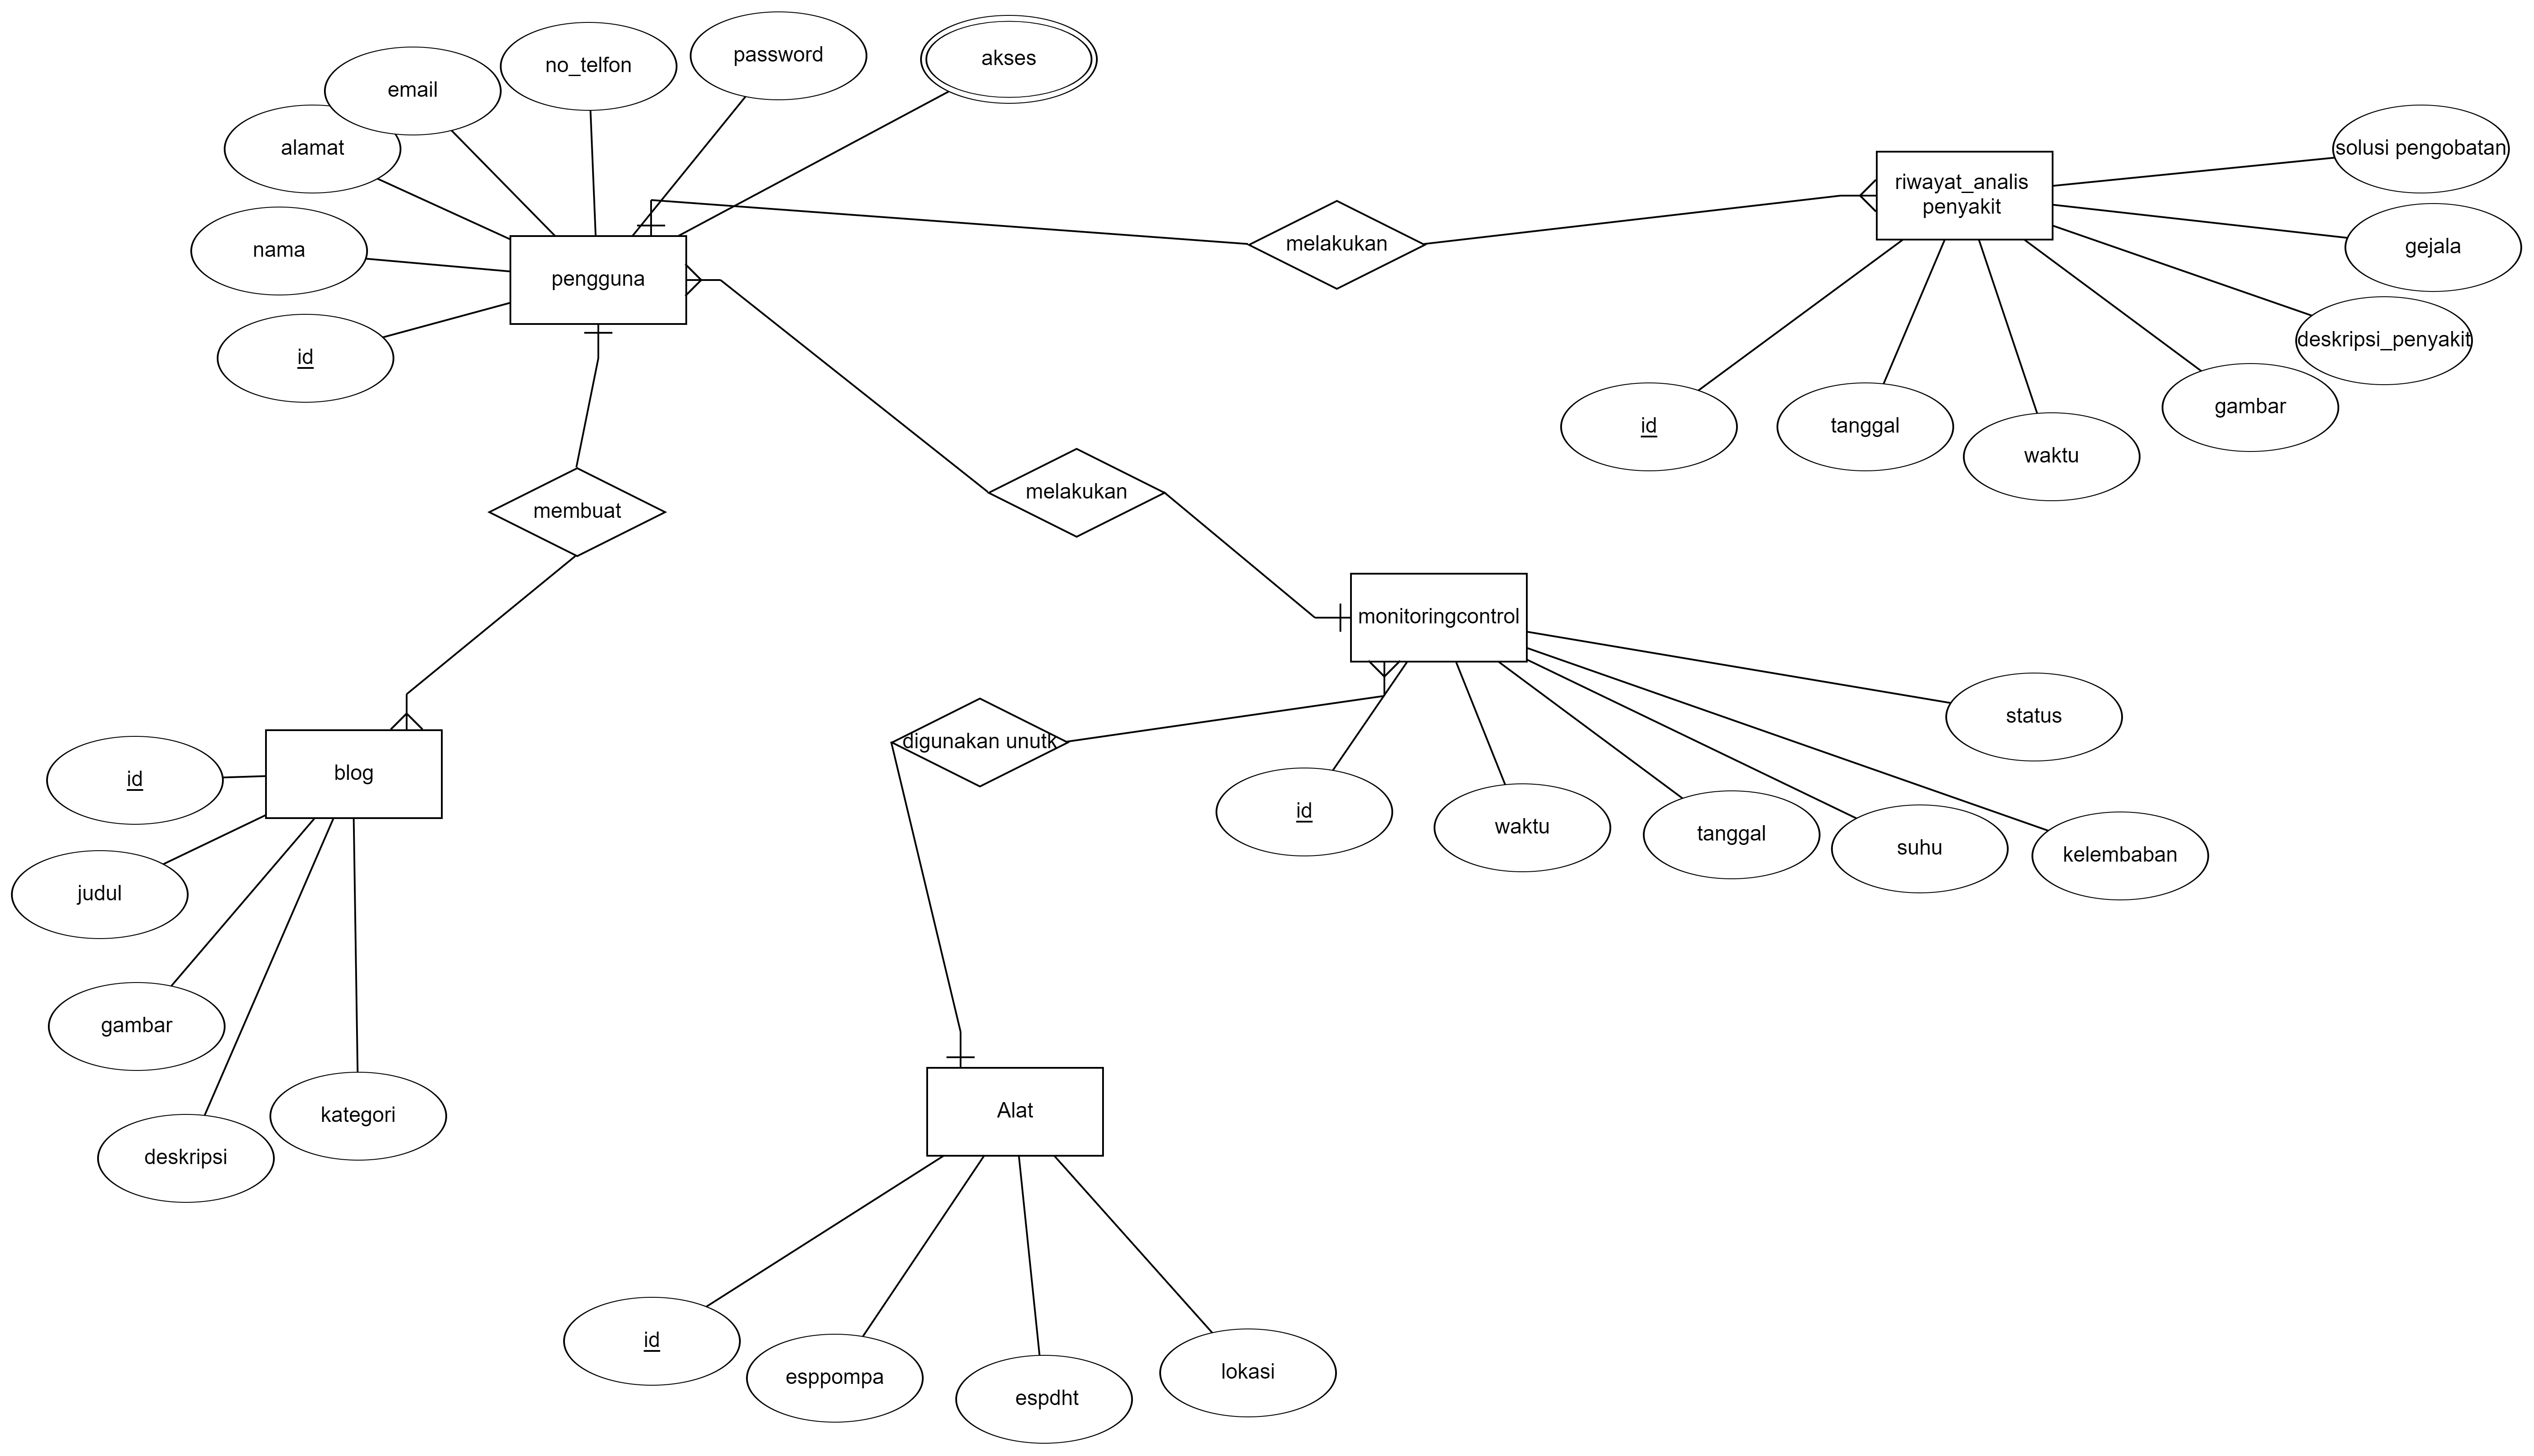 password
akses
no_telfon
email
alamat
solusi pengobatan
riwayat_analis
penyakit
melakukan
gejala
nama
pengguna
deskripsi_penyakit
id
gambar
id
tanggal
waktu
melakukan
membuat
monitoringcontrol
status
digunakan unutk
blog
id
id
waktu
tanggal
suhu
kelembaban
judul
gambar
Alat
kategori
deskripsi
id
esppompa
lokasi
espdht